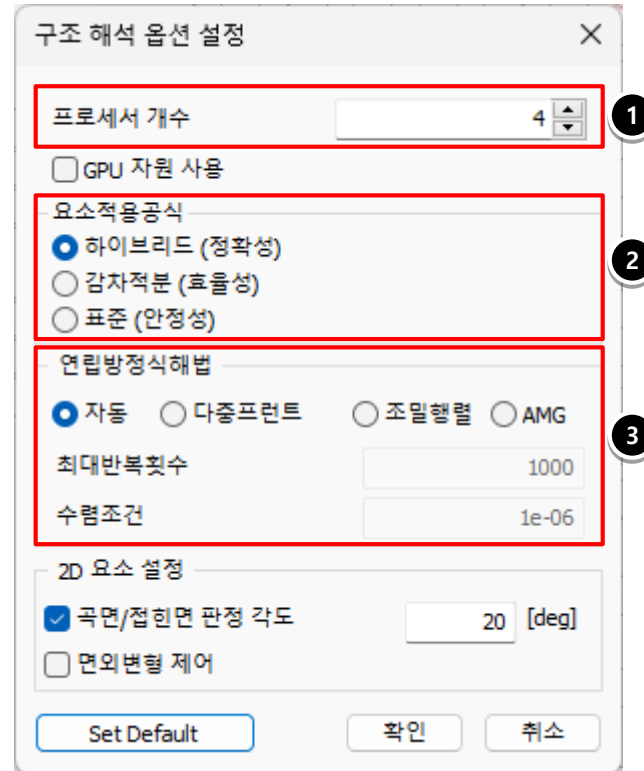 구조 해석 옵션 설정
프로세서 개수 4 1
GPU 자원 사용
요소적용공식
하이브리드 (정확성)
감차적분 (효율성) 2
표준 (안정성)
연립방정식해법
자동 다중프런트 조밀행렬 AMG 3
최대반복횟수 1000
수렴조건 1e-06
2D 요소 설정
곡면/접힌면 판정 각도 20 [deg]
면외변형 제어
Set Default 확인 취소